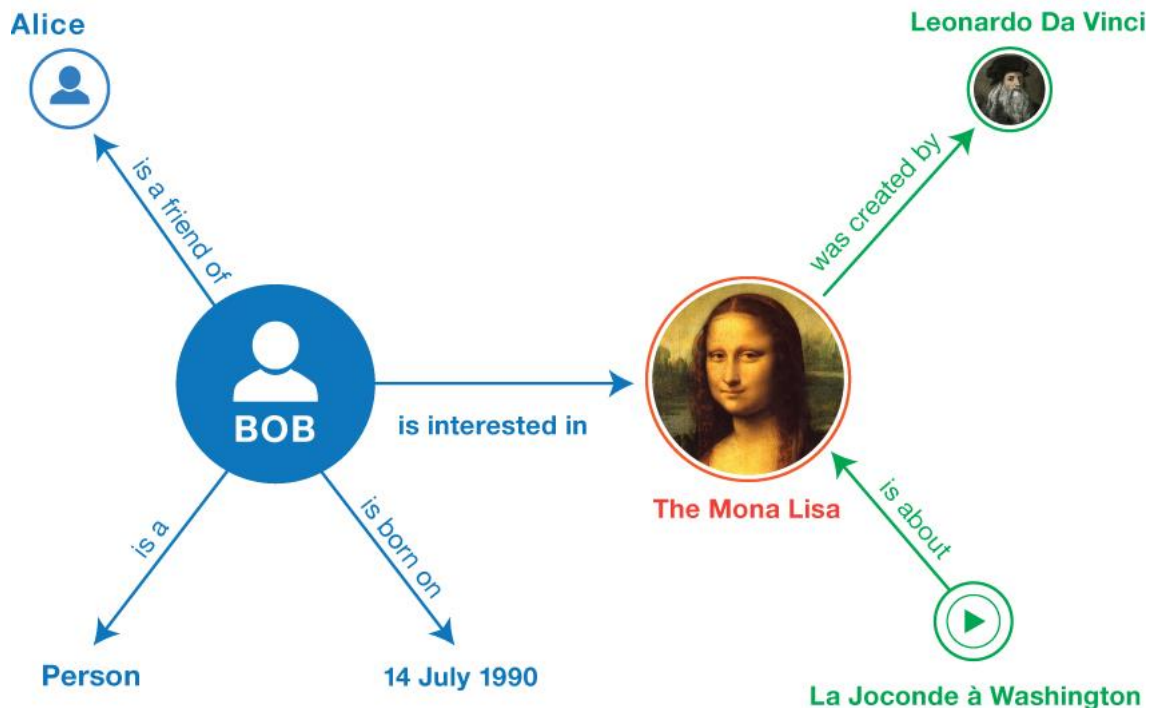 Alice
Leonardo Da Vinci
is a friend of
was created by
BOB
is interested in
The Mona Lisa
is a
is born on
is about
Person
14 July 1990
La Joconde à Washington